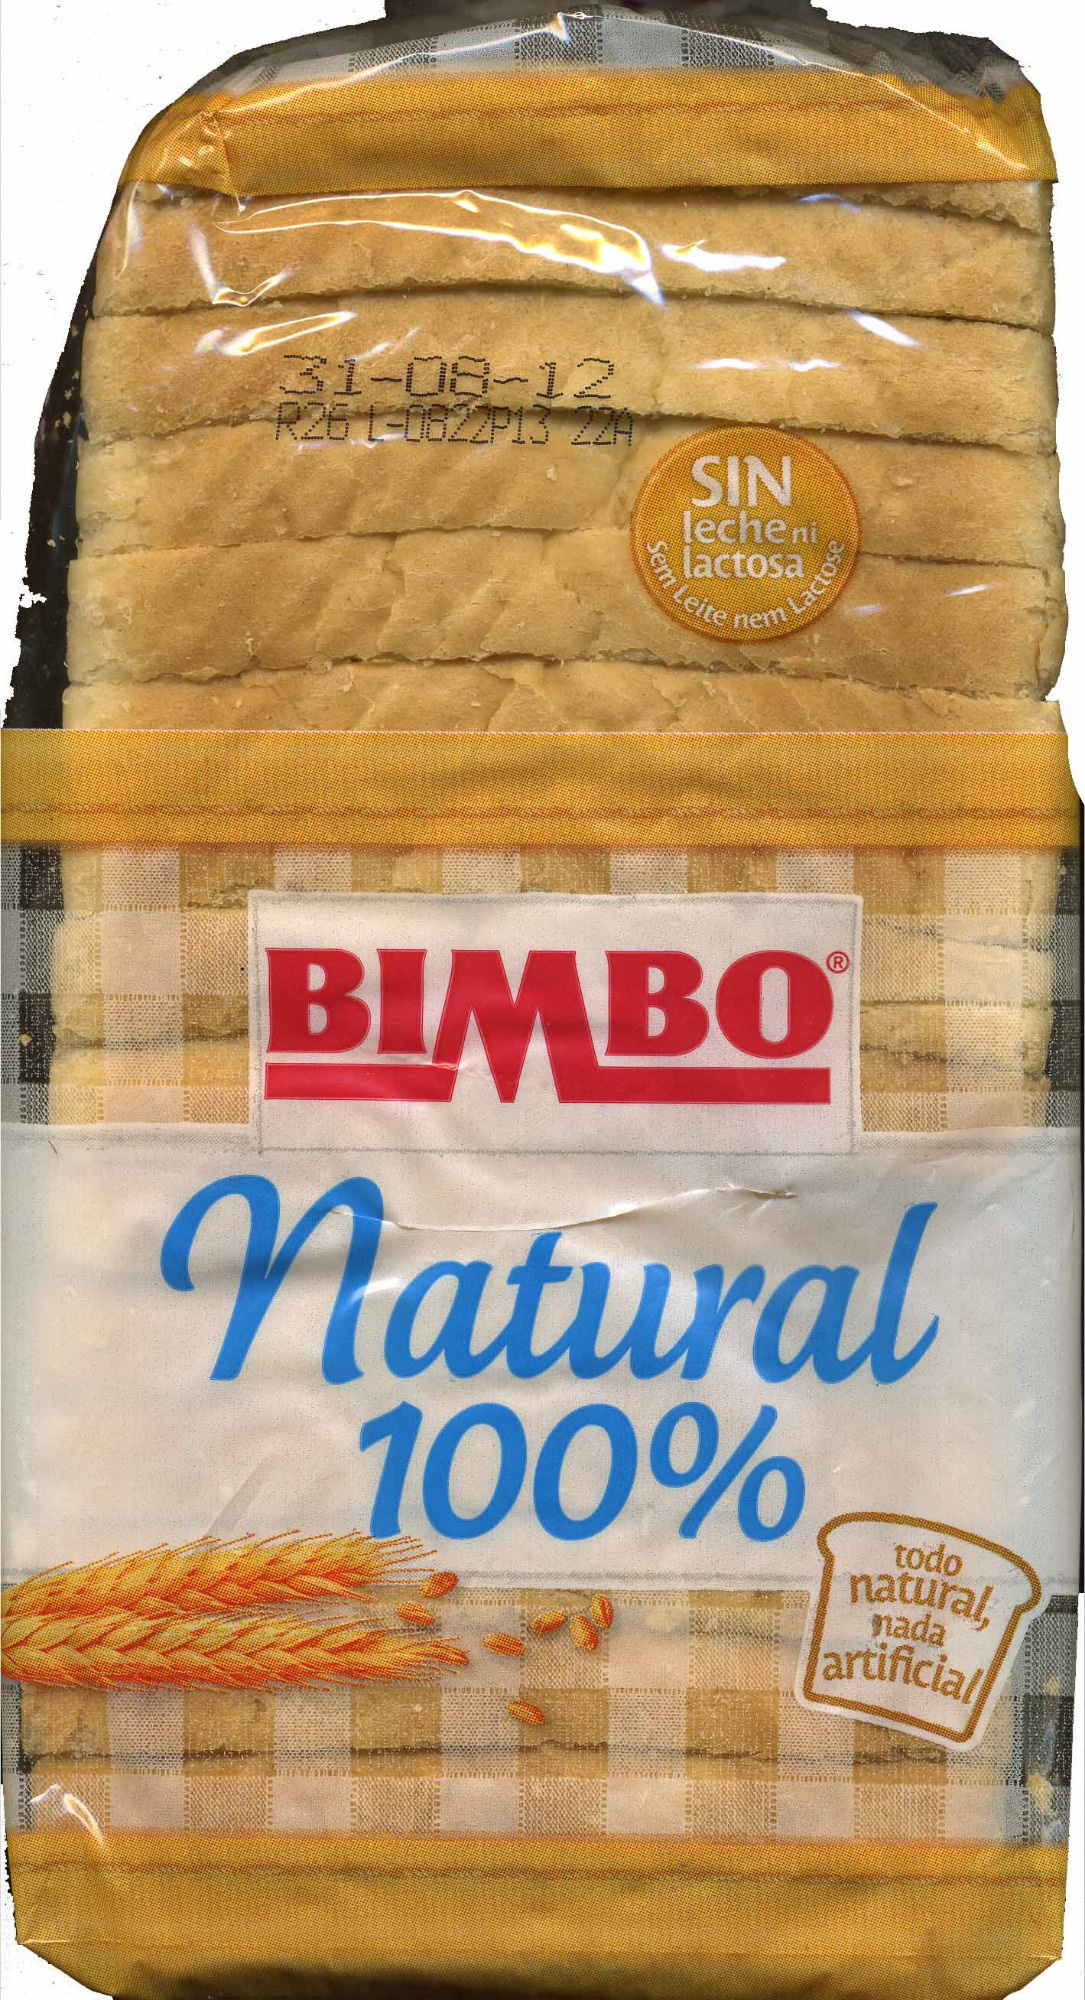 31-08-12
R26 L-0822P13 22A
SIN
leche ni
lactosa
Sem Leite nem Lactose
BIMBO®
Natural
100%
todo
natural,
nada
artificial